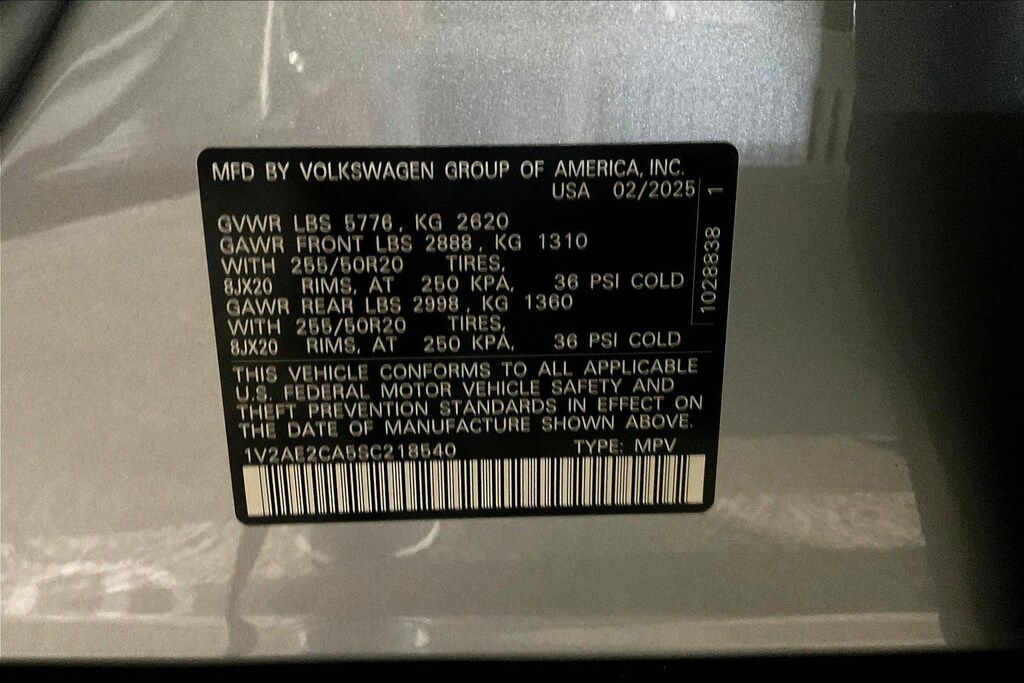 MFD BY VOLKSWAGEN GROUP OF AMERICA, INC.
USA 02/2025
GVWR LBS 5776, KG 2620
GAWR FRONT LBS 2888, KG 1310
WITH 255/50R20 TIRES,
8JX20 RIMS, AT 250 KPA, 36 PSI COLD
GAWR REAR LBS 2998, KG 1360
WITH 255/50R20 TIRES,
8JX20 RIMS, AT 250 KPA, 36 PSI COLD
THIS VEHICLE CONFORMS TO ALL APPLICABLE
U.S. FEDERAL MOTOR VEHICLE SAFETY AND
THEFT PREVENTION STANDARDS IN EFFECT ON
THE DATE OF MANUFACTURE SHOWN ABOVE.
1V2AE2CA5SC218540 TYPE: MPV
1028838 1